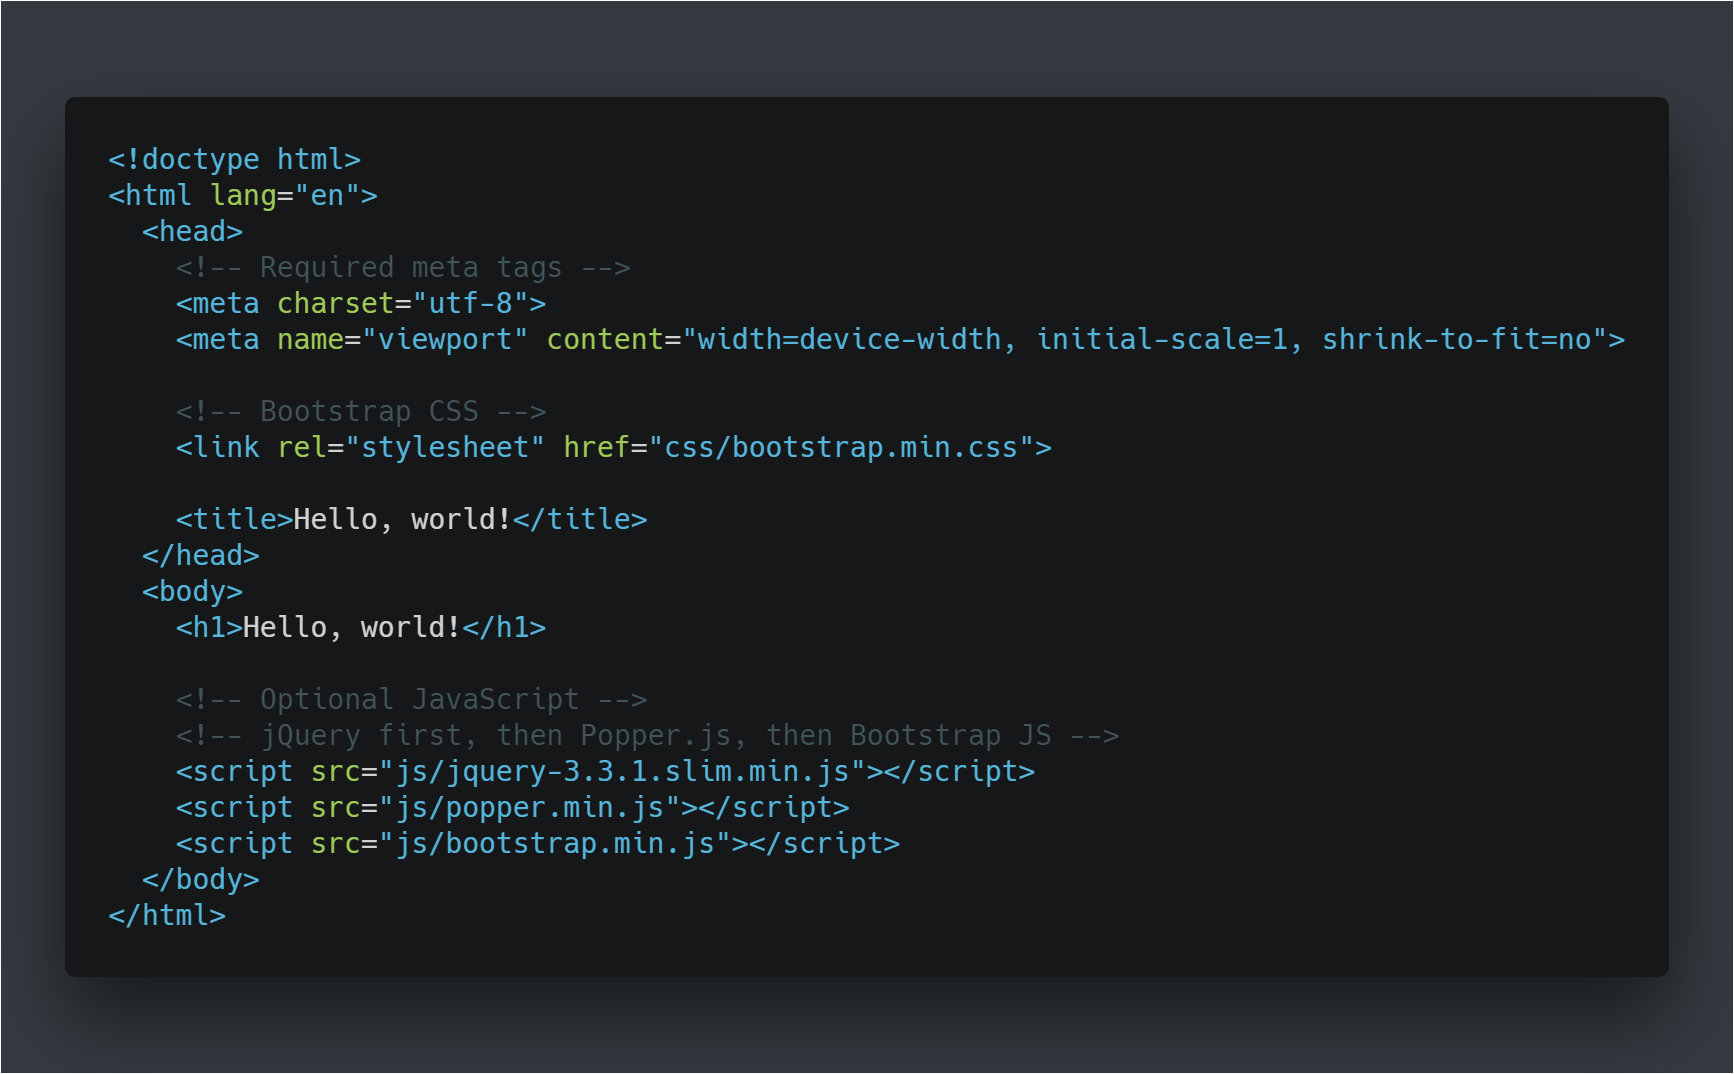 <!doctype html>
<html lang="en">
  <head>
    <!-- Required meta tags -->
    <meta charset="utf-8">
    <meta name="viewport" content="width=device-width, initial-scale=1, shrink-to-fit=no">

    <!-- Bootstrap CSS -->
    <link rel="stylesheet" href="css/bootstrap.min.css">

    <title>Hello, world!</title>
  </head>
  <body>
    <h1>Hello, world!</h1>

    <!-- Optional JavaScript -->
    <!-- jQuery first, then Popper.js, then Bootstrap JS -->
    <script src="js/jquery-3.3.1.slim.min.js"></script>
    <script src="js/popper.min.js"></script>
    <script src="js/bootstrap.min.js"></script>
  </body>
</html>